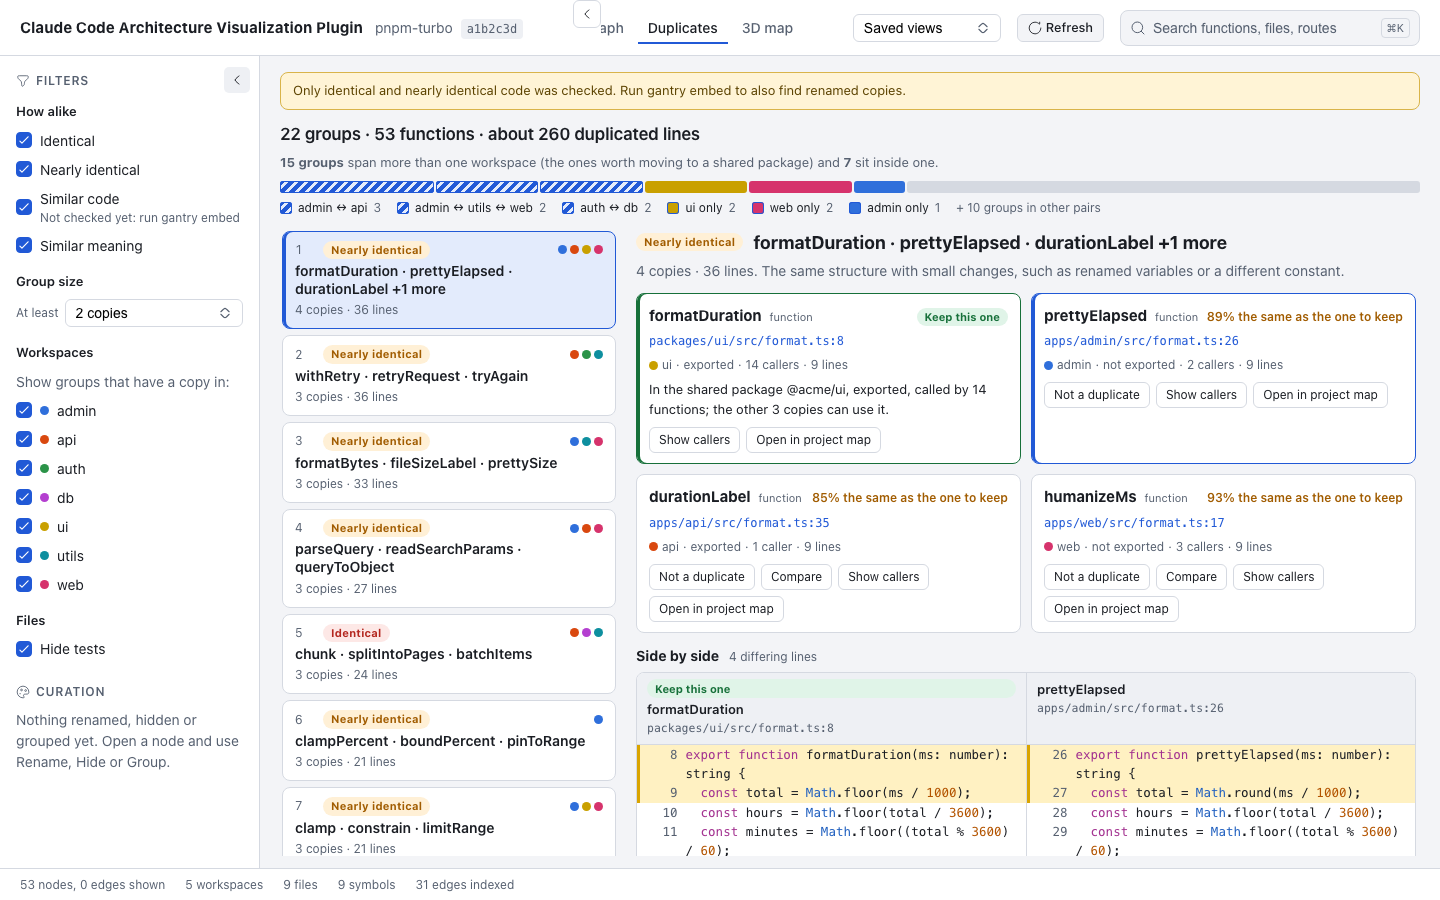 Claude Code Architecture Visualization Plugin pnpm-turbo a1b2c3d aph Duplicates 3D map Saved views Refresh Search functions, files, routes ⌘K
FILTERS
How alike
Identical
Nearly identical
Similar code
Not checked yet: run gantry embed
Similar meaning
Group size
At least 2 copies
Workspaces
Show groups that have a copy in:
admin
api
auth
db
ui
utils
web
Files
Hide tests
CURATION
Nothing renamed, hidden or
grouped yet. Open a node and use
Rename, Hide or Group.
Only identical and nearly identical code was checked. Run gantry embed to also find renamed copies.
22 groups · 53 functions · about 260 duplicated lines
15 groups span more than one workspace (the ones worth moving to a shared package) and 7 sit inside one.
admin ↔ api 3 admin ↔ utils ↔ web 2 auth ↔ db 2 ui only 2 web only 2 admin only 1 + 10 groups in other pairs
1 Nearly identical
formatDuration · prettyElapsed ·
durationLabel +1 more
4 copies · 36 lines
2 Nearly identical
withRetry · retryRequest · tryAgain
3 copies · 36 lines
3 Nearly identical
formatBytes · fileSizeLabel · prettySize
3 copies · 33 lines
4 Nearly identical
parseQuery · readSearchParams ·
queryToObject
3 copies · 27 lines
5 Identical
chunk · splitIntoPages · batchItems
3 copies · 24 lines
6 Nearly identical
clampPercent · boundPercent · pinToRange
3 copies · 21 lines
7 Nearly identical
clamp · constrain · limitRange
3 copies · 21 lines
Nearly identical formatDuration · prettyElapsed · durationLabel +1 more
4 copies · 36 lines. The same structure with small changes, such as renamed variables or a different constant.
formatDuration function Keep this one
packages/ui/src/format.ts:8
ui · exported · 14 callers · 9 lines
In the shared package @acme/ui, exported, called by 14
functions; the other 3 copies can use it.
Show callers Open in project map
prettyElapsed function 89% the same as the one to keep
apps/admin/src/format.ts:26
admin · not exported · 2 callers · 9 lines
Not a duplicate Show callers Open in project map
durationLabel function 85% the same as the one to keep
apps/api/src/format.ts:35
api · exported · 1 caller · 9 lines
Not a duplicate Compare Show callers
Open in project map
humanizeMs function 93% the same as the one to keep
apps/web/src/format.ts:17
web · not exported · 3 callers · 9 lines
Not a duplicate Compare Show callers
Open in project map
Side by side 4 differing lines
Keep this one
formatDuration
packages/ui/src/format.ts:8
8 export function formatDuration(ms: number):
string {
9 const total = Math.floor(ms / 1000);
10 const hours = Math.floor(total / 3600);
11 const minutes = Math.floor((total % 3600)
/ 60);
prettyElapsed
apps/admin/src/format.ts:26
26 export function prettyElapsed(ms: number):
string {
27 const total = Math.round(ms / 1000);
28 const hours = Math.floor(total / 3600);
29 const minutes = Math.floor((total % 3600)
/ 60);
53 nodes, 0 edges shown 5 workspaces 9 files 9 symbols 31 edges indexed